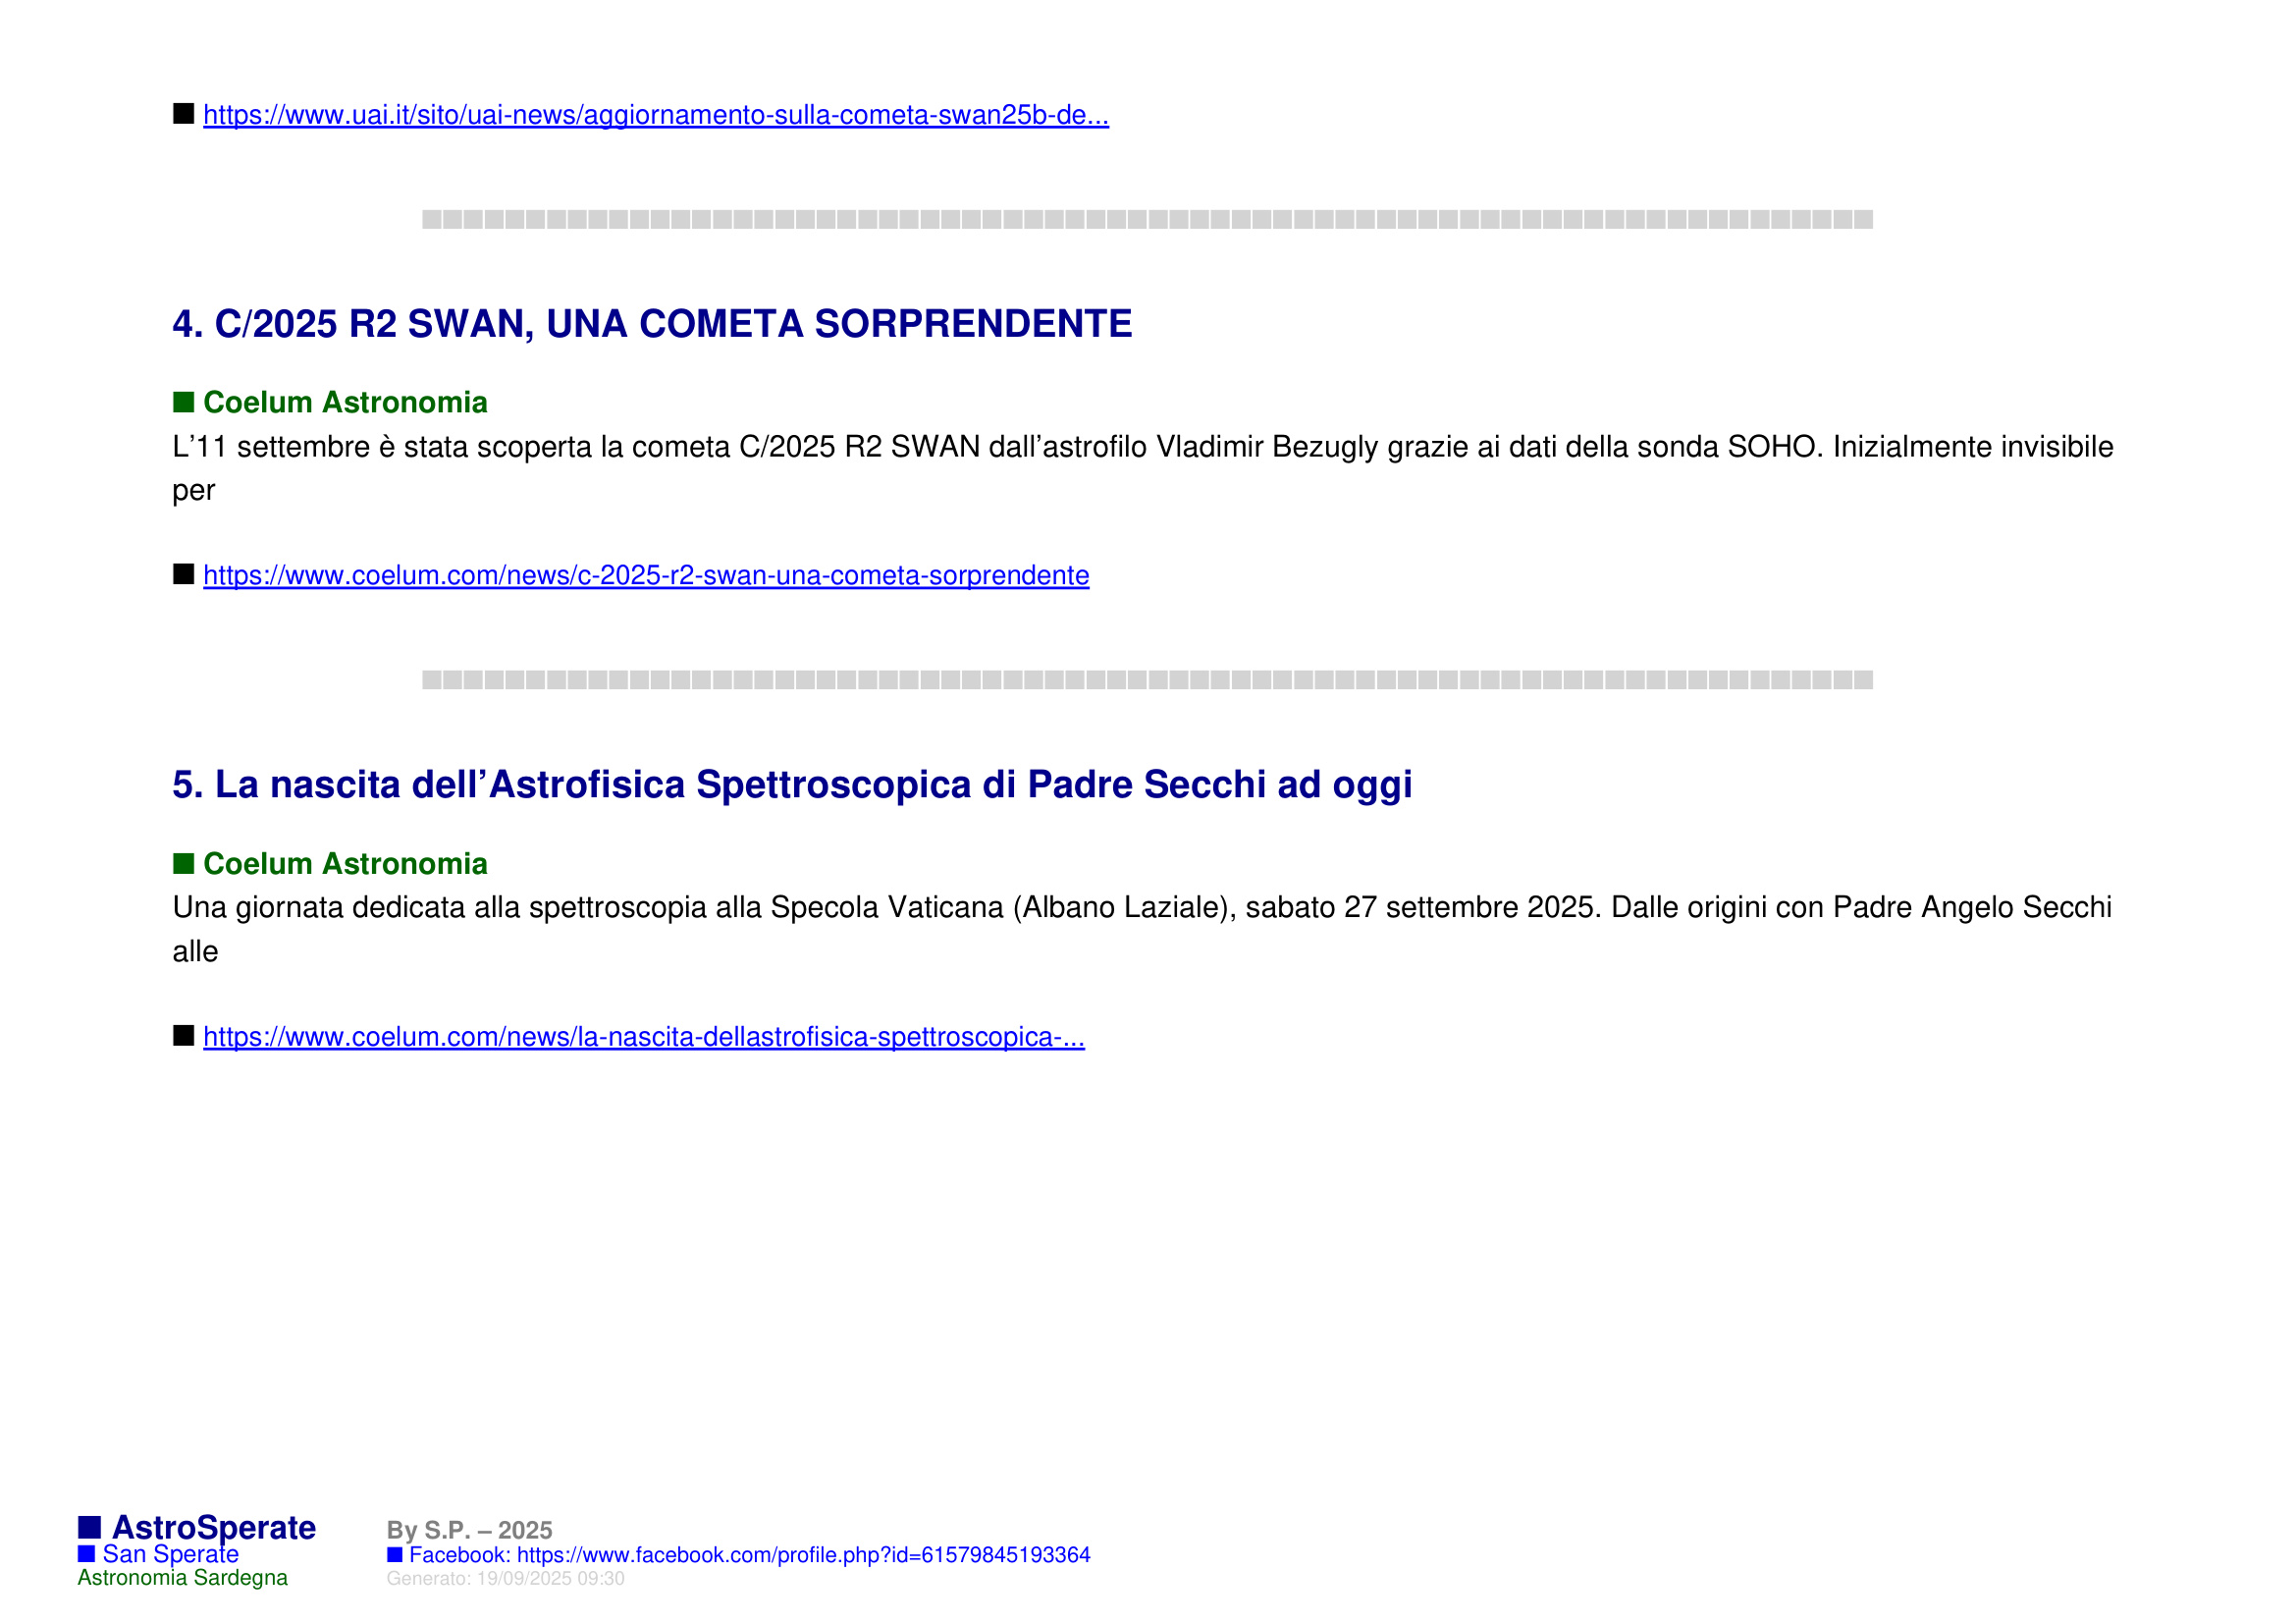 ■ https://www.uai.it/sito/uai-news/aggiornamento-sulla-cometa-swan25b-de...
4. C/2025 R2 SWAN, UNA COMETA SORPRENDENTE
■ Coelum Astronomia
L’11 settembre è stata scoperta la cometa C/2025 R2 SWAN dall’astrofilo Vladimir Bezugly grazie ai dati della sonda SOHO. Inizialmente invisibile
per
■ https://www.coelum.com/news/c-2025-r2-swan-una-cometa-sorprendente
5. La nascita dell’Astrofisica Spettroscopica di Padre Secchi ad oggi
■ Coelum Astronomia
Una giornata dedicata alla spettroscopia alla Specola Vaticana (Albano Laziale), sabato 27 settembre 2025. Dalle origini con Padre Angelo Secchi
alle
■ https://www.coelum.com/news/la-nascita-dellastrofisica-spettroscopica-...
■ AstroSperate
■ San Sperate
Astronomia Sardegna
By S.P. – 2025
■ Facebook: https://www.facebook.com/profile.php?id=61579845193364
Generato: 19/09/2025 09:30